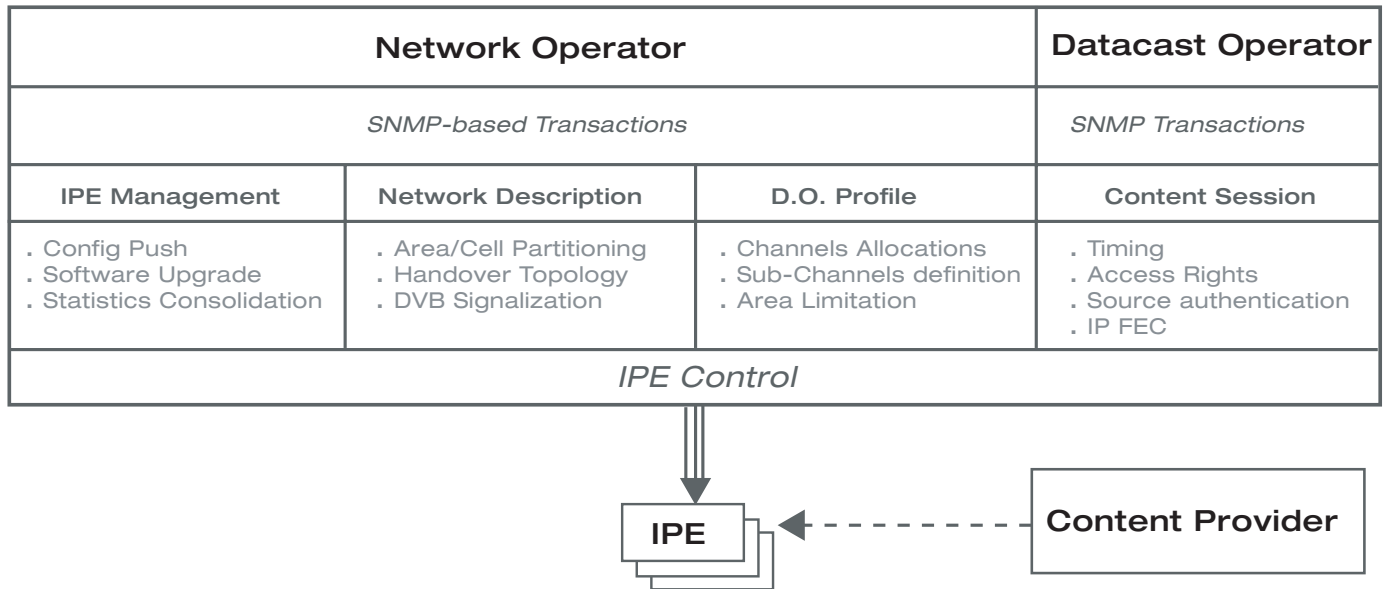 Network Operator
Datacast Operator
SNMP-based Transactions
SNMP Transactions
IPE Management
Network Description
D.O. Profile
Content Session
. Config Push
. Software Upgrade
. Statistics Consolidation
. Area/Cell Partitioning
. Handover Topology
. DVB Signalization
. Channels Allocations
. Sub-Channels definition
. Area Limitation
. Timing
. Access Rights
. Source authentication
. IP FEC
IPE Control
IPE
Content Provider